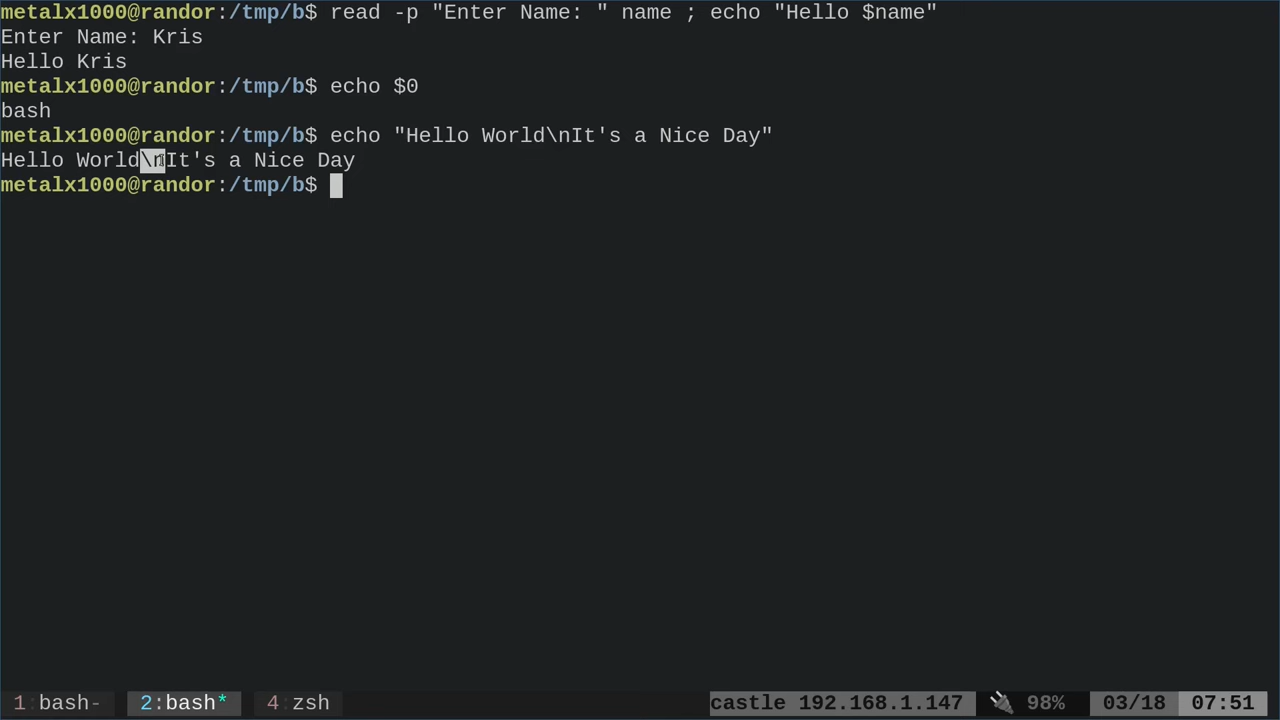 metalx1000@randor:/tmp/b$ read -p "Enter Name: " name ; echo "Hello $name"
Enter Name: Kris
Hello Kris
metalx1000@randor:/tmp/b$ echo $0
bash
metalx1000@randor:/tmp/b$ echo "Hello World\nIt's a Nice Day"
Hello World\nIt's a Nice Day
metalx1000@randor:/tmp/b$
1:bash- 2:bash* 4:zsh castle 192.168.1.147 98% 03/18 07:51